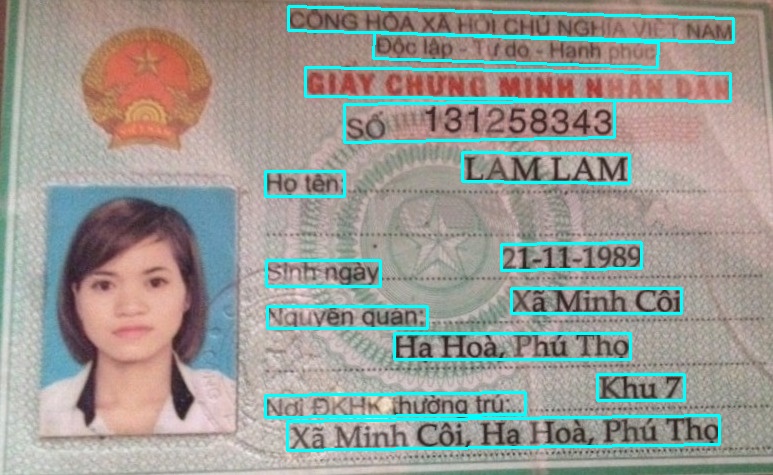 CỘNG HÒA XÃ HỘI CHỦ NGHĨA VIỆT NAM
Độc lập - Tự do - Hạnh phúc
GIẤY CHỨNG MINH NHÂN DÂN
SỐ 131258343
Họ tên: LAM LAM
Sinh ngày 21-11-1989
Nguyên quán: Xã Minh Côi
Hạ Hoà, Phú Thọ
Nơi ĐKHK thường trú: Khu 7
Xã Minh Côi, Hạ Hoà, Phú Thọ